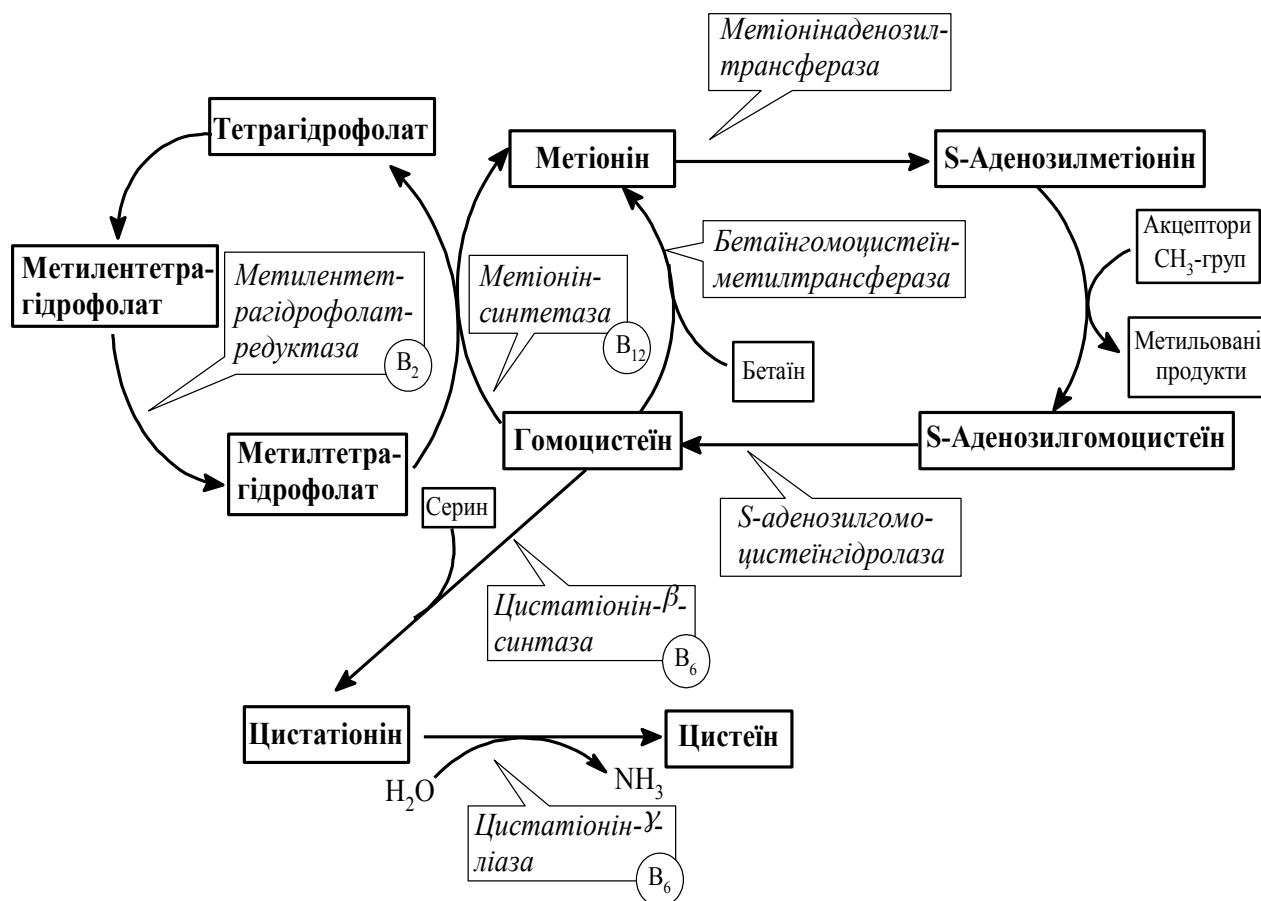 Метіонінаденозил-
трансфераза
Тетрагідрофолат
Метіонін
S-Аденозилметіонін
Метилентетра-
гідрофолат
Метилентет-
рагідрофолат-
редуктаза
B2
Метіонін-
синтетаза
B12
Бетаїнгомоцистеїн-
метилтрансфераза
Бетаїн
Акцептори
CH3-груп
Метильовані
продукти
Метилтетра-
гідрофолат
Гомоцистеїн
S-Аденозилгомоцистеїн
Серин
S-аденозилгомо-
цистеїнгідролаза
Цистатіонін-β-
синтаза
B6
Цистатіонін
Цистеїн
H2O
NH3
Цистатіонін-γ-
ліаза
B6